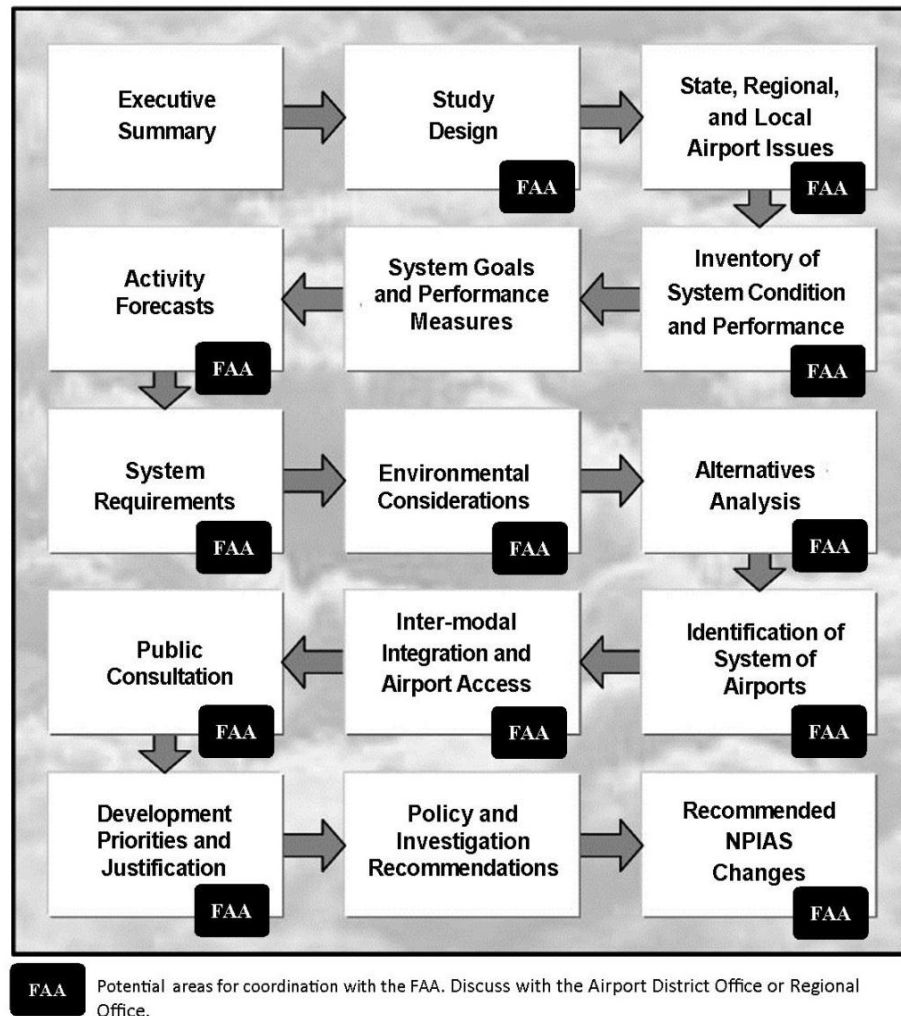 Executive
Summary
Study
Design
FAA
State, Regional,
and Local
Airport Issues
FAA
Inventory of
System Condition
and Performance
FAA
System Goals
and Performance
Measures
Activity
Forecasts
FAA
System
Requirements
FAA
Environmental
Considerations
FAA
Alternatives
Analysis
FAA
Identification of
System of
Airports
FAA
Inter-modal
Integration and
Airport Access
FAA
Public
Consultation
FAA
Development
Priorities and
Justification
FAA
Policy and
Investigation
Recommendations
Recommended
NPIAS
Changes
FAA
FAA
Potential areas for coordination with the FAA. Discuss with the Airport District Office or Regional
Office.